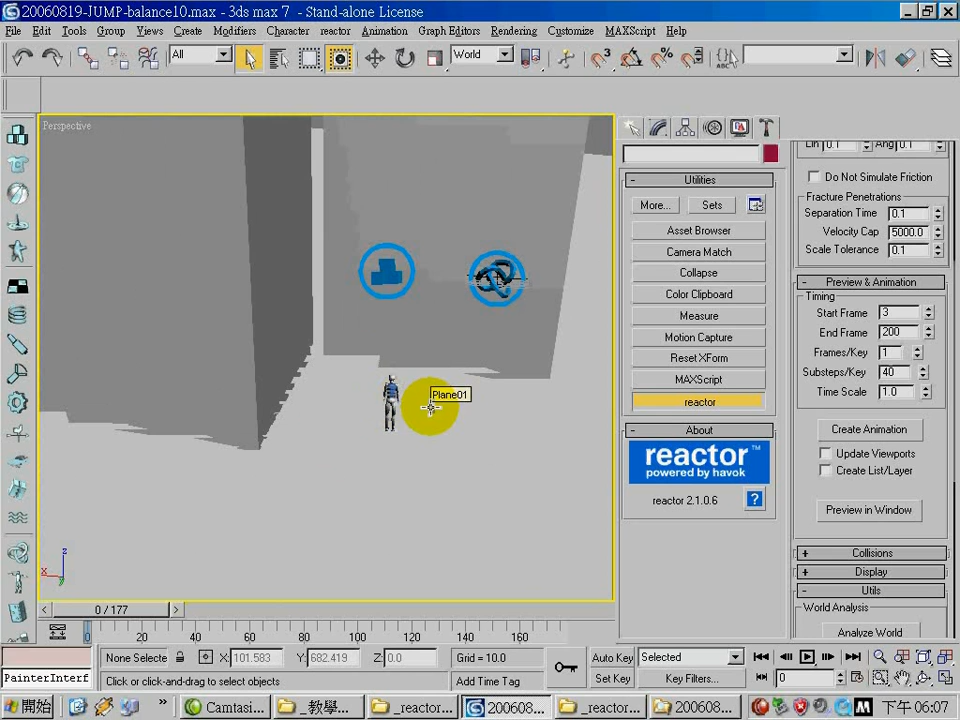 20060819-JUMP-balance10.max - 3ds max 7 - Stand-alone License
File Edit Tools Group Views Create Modifiers Character reactor Animation Graph Editors Rendering Customize MAXScript Help
All World
Perspective
Plane01
Utilities
More... Sets
Asset Browser
Camera Match
Collapse
Color Clipboard
Measure
Motion Capture
Reset XForm
MAXScript
reactor
About
reactor™
powered by havok
reactor 2.1.0.6 ?
Lin 0.1 Ang 0.1
Do Not Simulate Friction
Fracture Penetrations
Separation Time 0.1
Velocity Cap 5000.0
Scale Tolerance 0.1
Preview & Animation
Timing
Start Frame 3
End Frame 200
Frames/Key 1
Substeps/Key 40
Time Scale 1.0
Create Animation
Update Viewports
Create List/Layer
Preview in Window
Collisions
Display
Utils
World Analysis
Analyze World
z
x
y
0 / 177
0 20 40 60 80 100 120 140 160
None Selecte X: 101.583 Y: 682.419 Z: 0.0 Grid = 10.0 Auto Key Selected
PainterInterf Click or click-and-drag to select objects Add Time Tag Set Key Key Filters... 0
開始 Camtasi... _教學... _reactor... 200608... _reactor... 200608... 下午 06:07